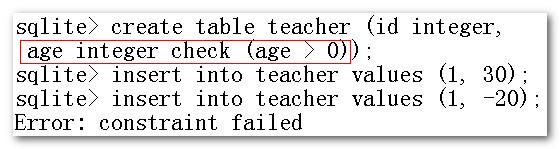 sqlite> create table teacher (id integer,
age integer check (age > 0));
sqlite> insert into teacher values (1, 30);
sqlite> insert into teacher values (1, -20);
Error: constraint failed